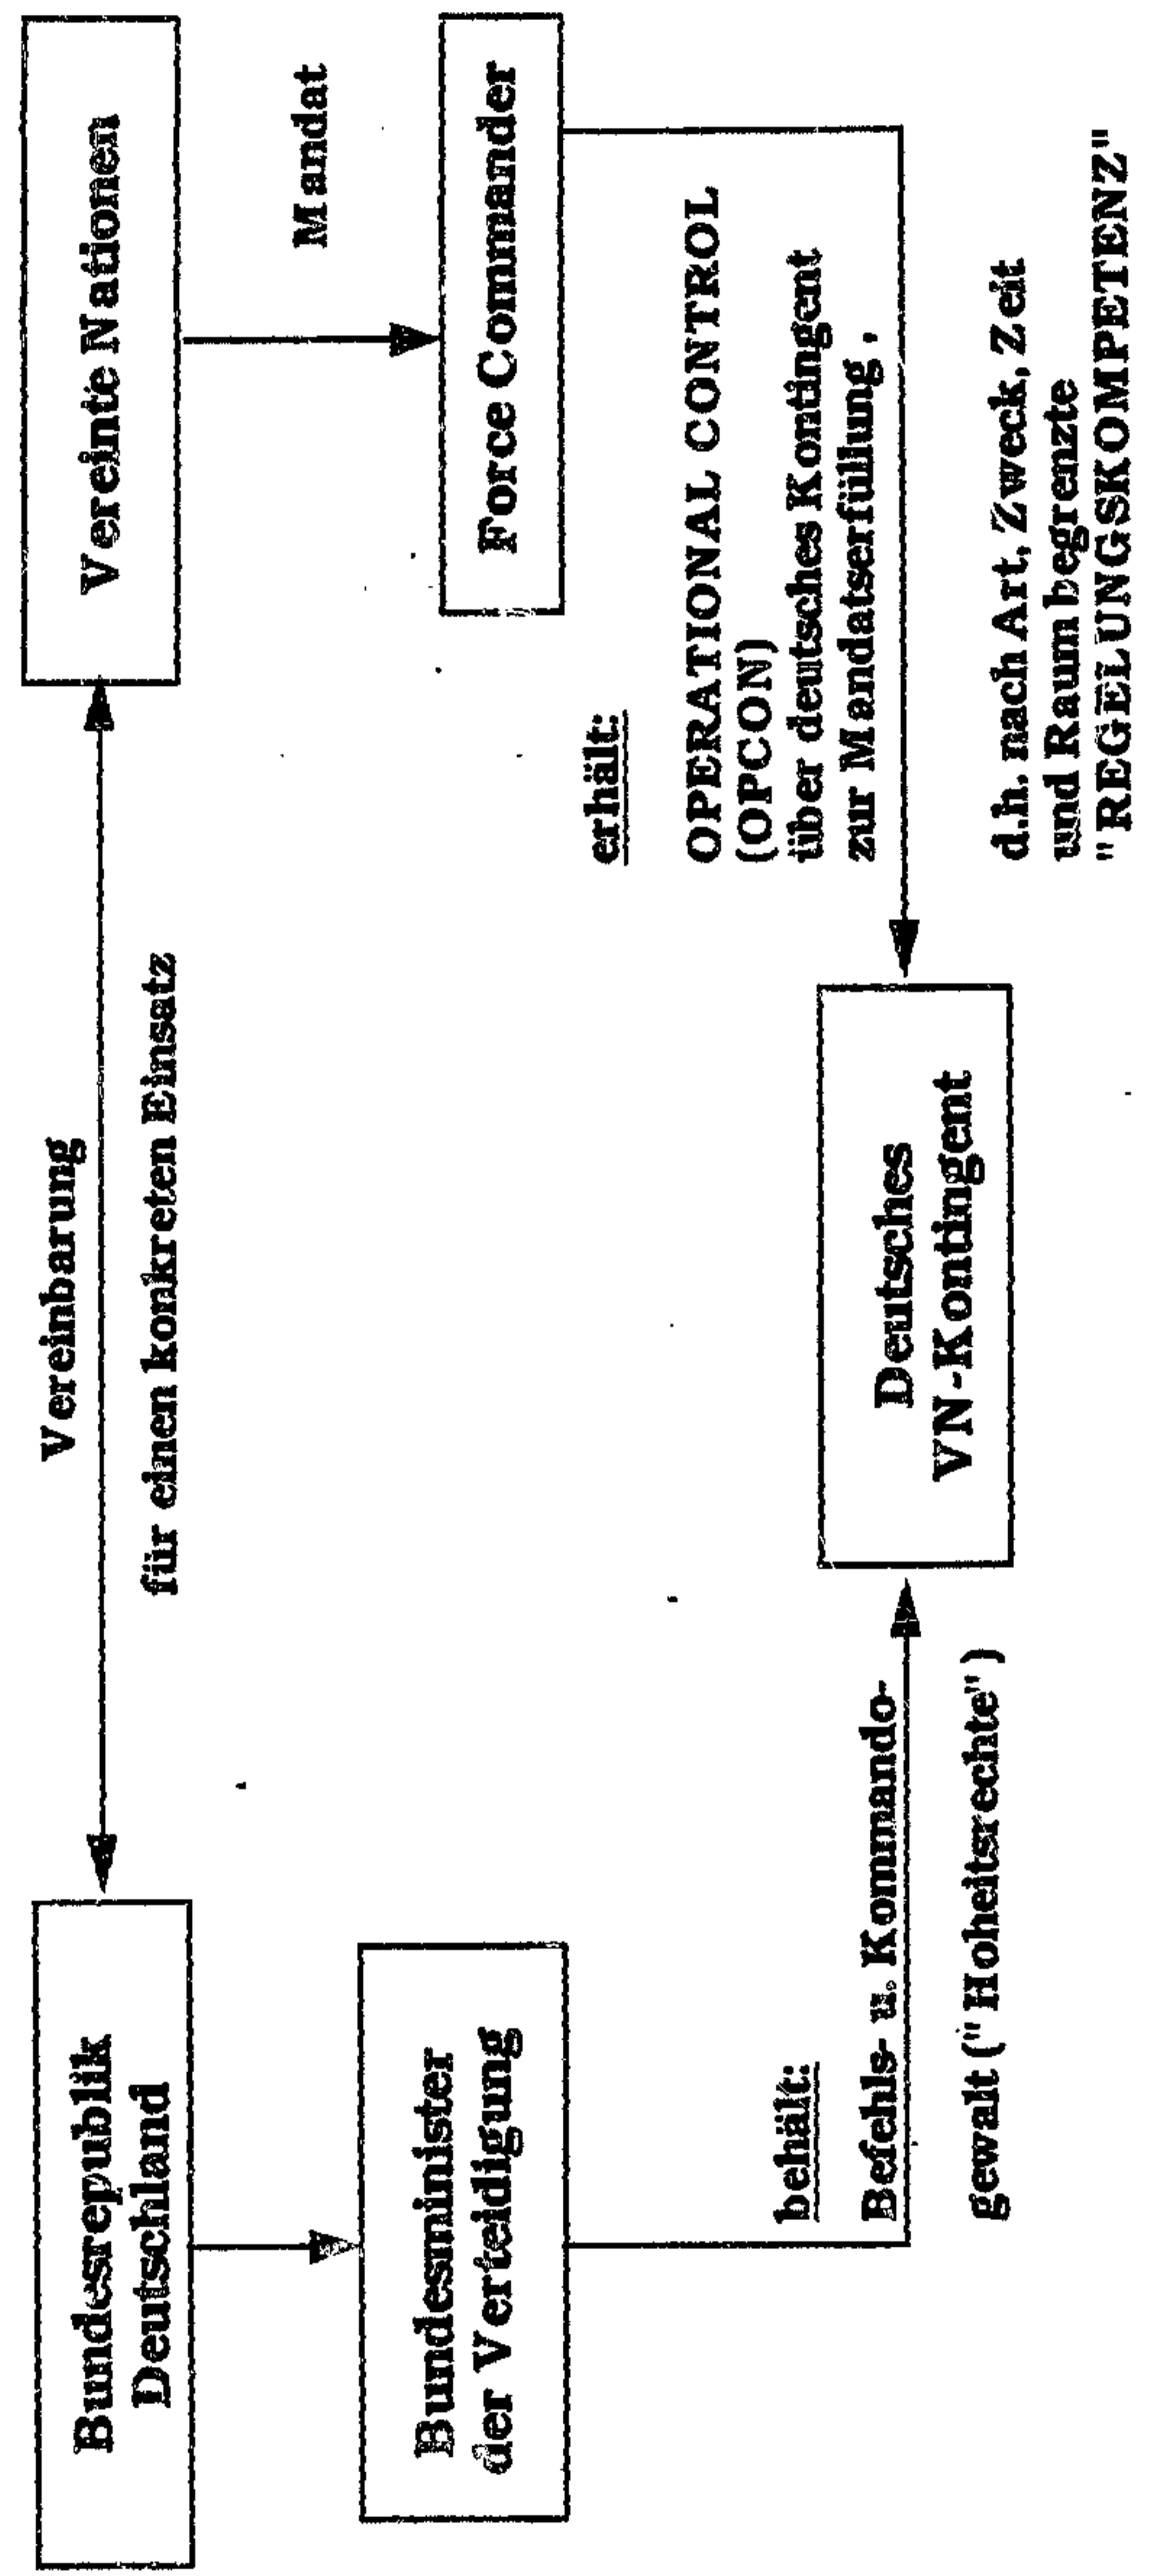 Bundesrepublik
Deutschland
Vereinbarung
für einen konkreten Einsatz
Vereinte Nationen
Mandat
Bundesminister
der Verteidigung
Force Commander
behält:
Befehls- u. Kommando-
gewalt ("Hoheitsrechte")
Deutsches
VN-Kontingent
erhält:
OPERATIONAL CONTROL
(OPCON)
über deutsches Kontingent
zur Mandatserfüllung ,
d.h. nach Art, Zweck, Zeit
und Raum begrenzte
"REGELUNGSKOMPETENZ"